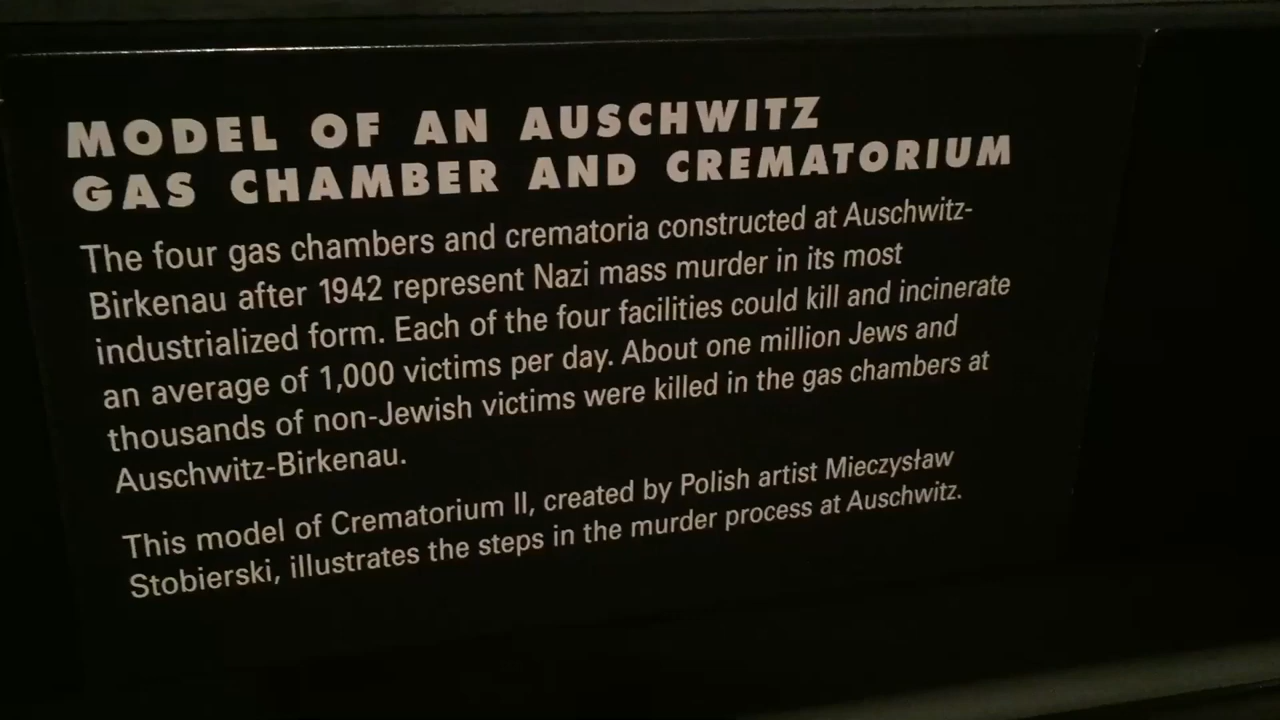 MODEL OF AN AUSCHWITZ
GAS CHAMBER AND CREMATORIUM
The four gas chambers and crematoria constructed at Auschwitz-
Birkenau after 1942 represent Nazi mass murder in its most
industrialized form. Each of the four facilities could kill and incinerate
an average of 1,000 victims per day. About one million Jews and
thousands of non-Jewish victims were killed in the gas chambers at
Auschwitz-Birkenau.
This model of Crematorium II, created by Polish artist Mieczysław
Stobierski, illustrates the steps in the murder process at Auschwitz.